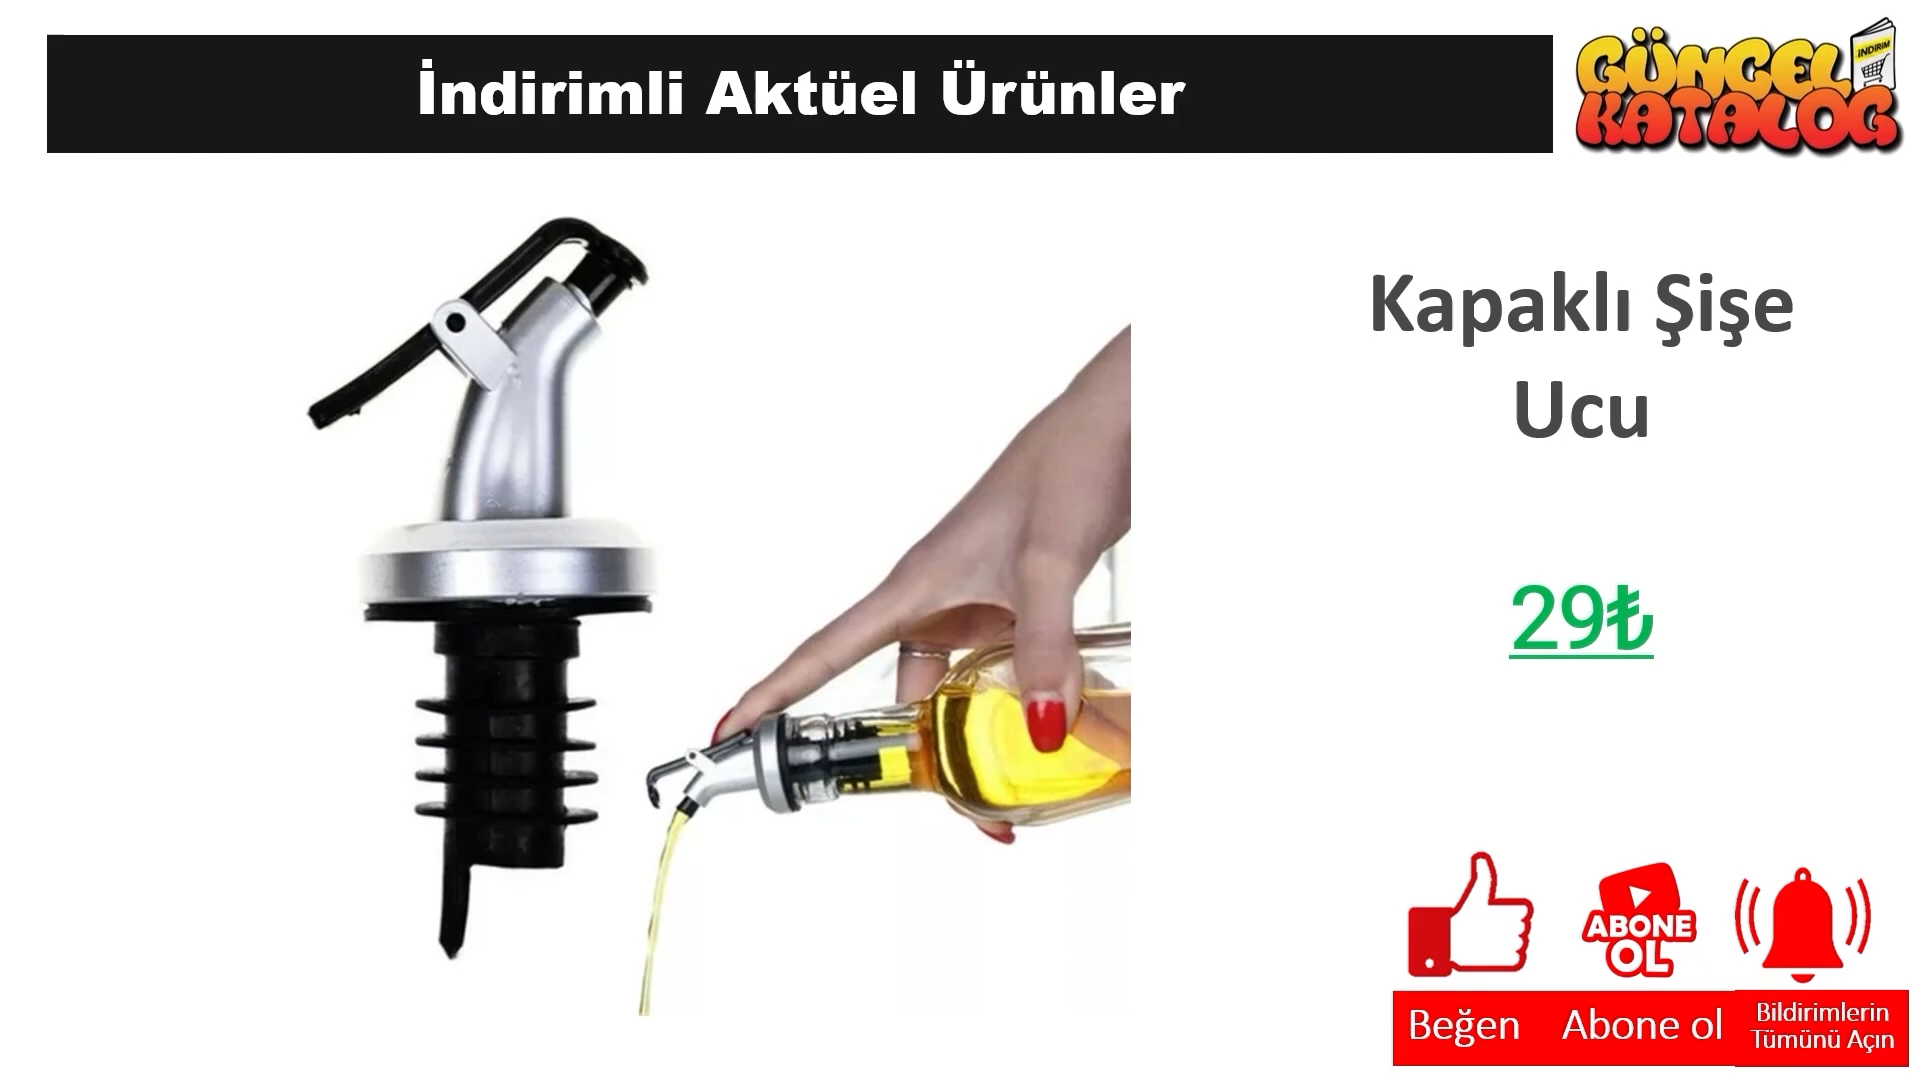 İndirimli Aktüel Ürünler
GÜNCEL
KATALOG
İNDİRİM
Kapaklı Şişe
Ucu
29₺
ABONE
OL
Beğen
Abone ol
Bildirimlerin
Tümünü Açın